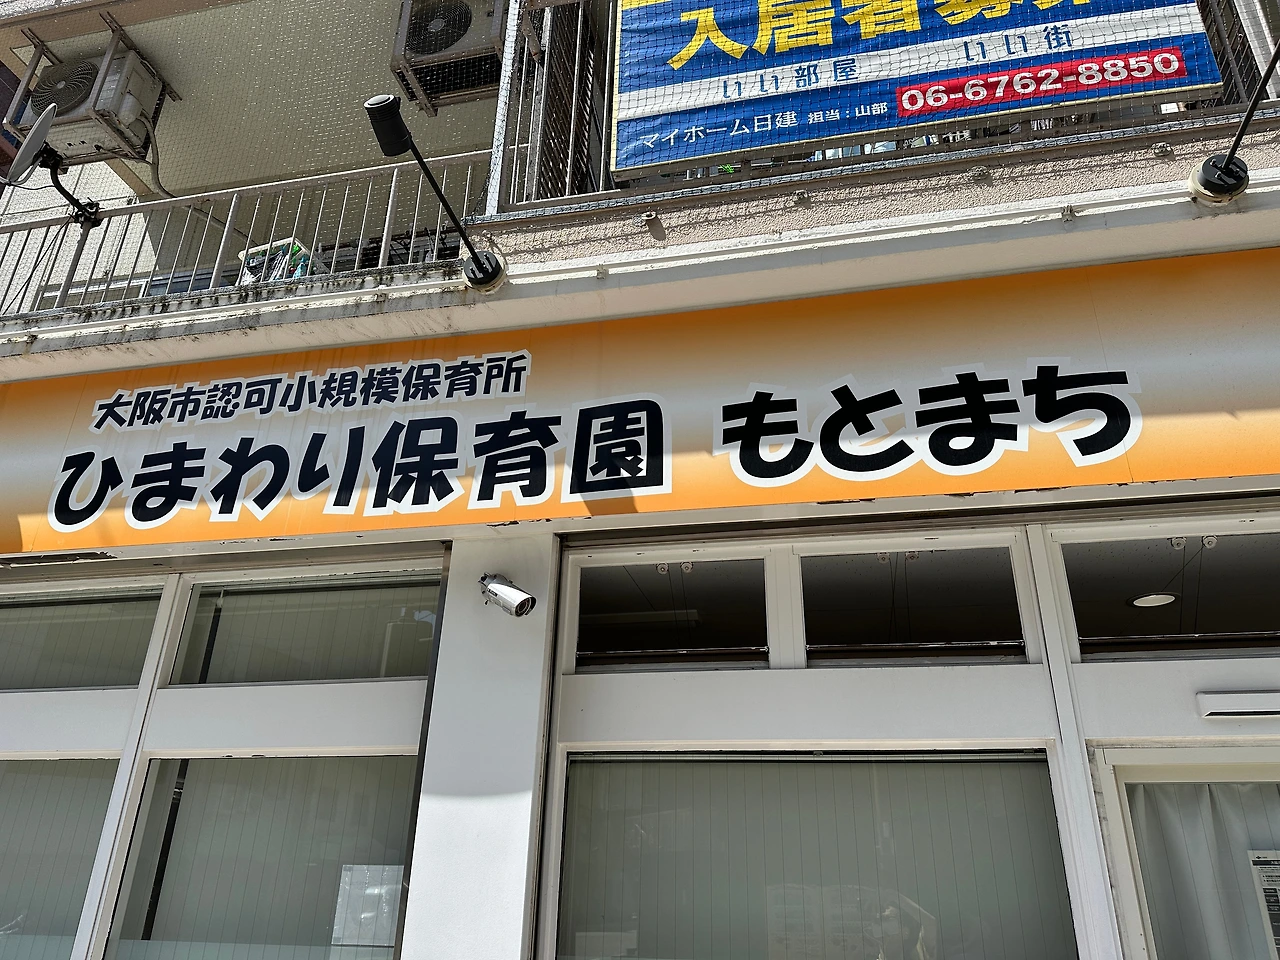 入居者募集
いい部屋 いい街
06-6762-8850
マイホーム日建 担当:山部
大阪市認可小規模保育所
ひまわり保育園 もとまち